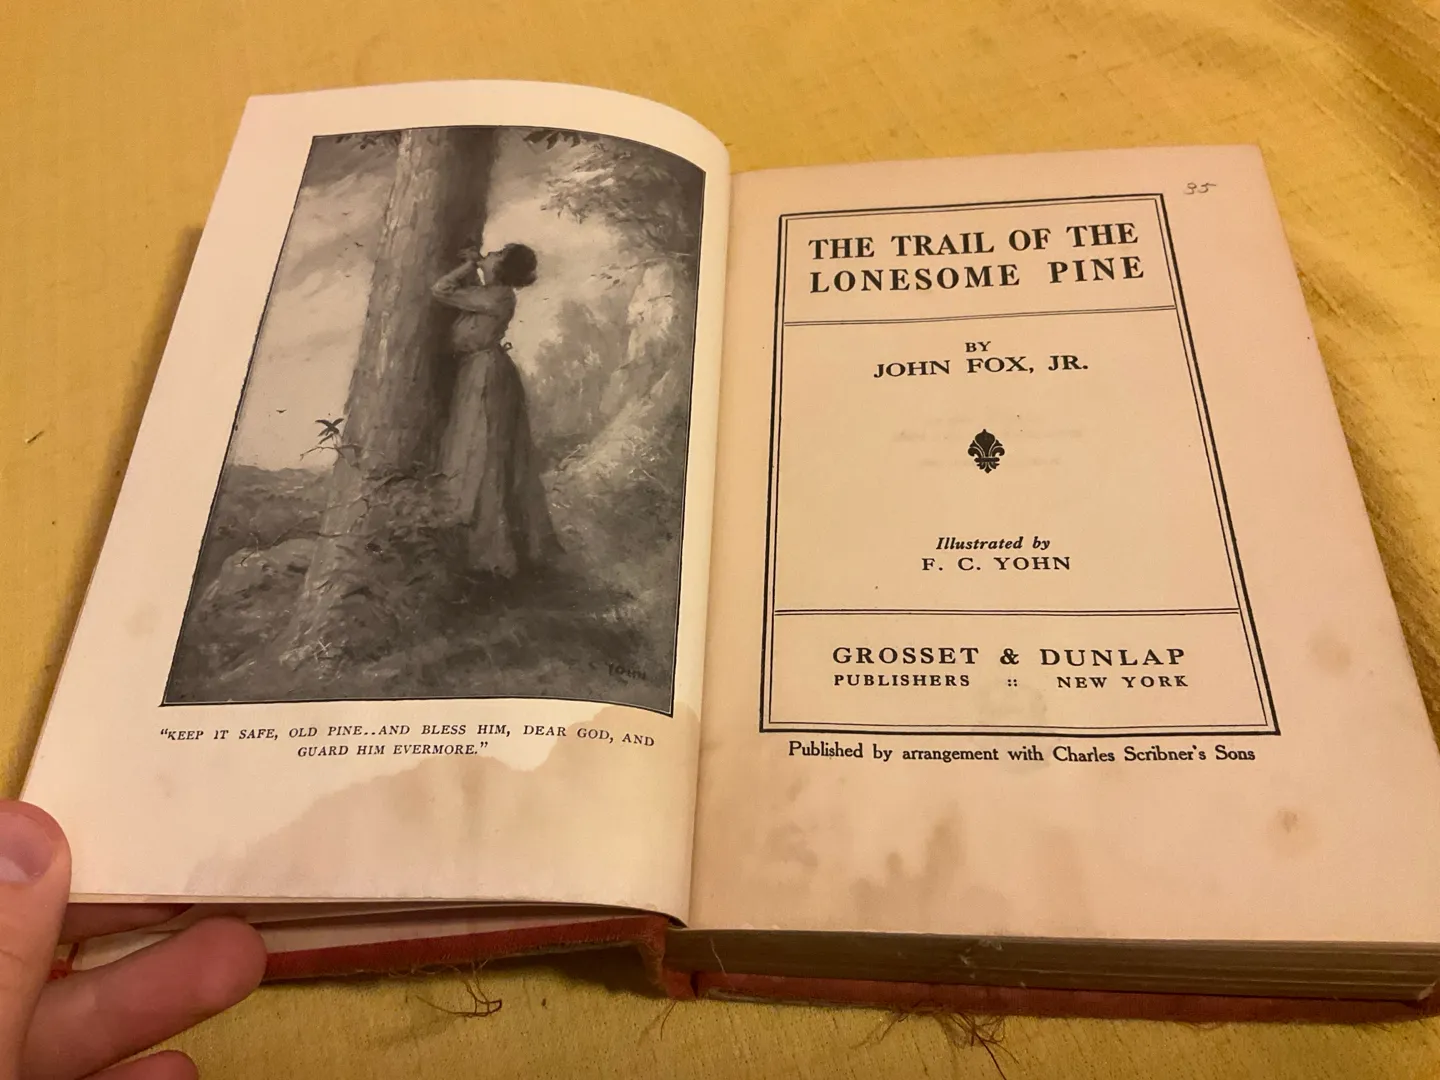 "KEEP IT SAFE, OLD PINE..AND BLESS HIM, DEAR GOD, AND
GUARD HIM EVERMORE."
YOHN
35
THE TRAIL OF THE
LONESOME PINE
BY
JOHN FOX, JR.
Illustrated by
F. C. YOHN
GROSSET & DUNLAP
PUBLISHERS :: NEW YORK
Published by arrangement with Charles Scribner's Sons